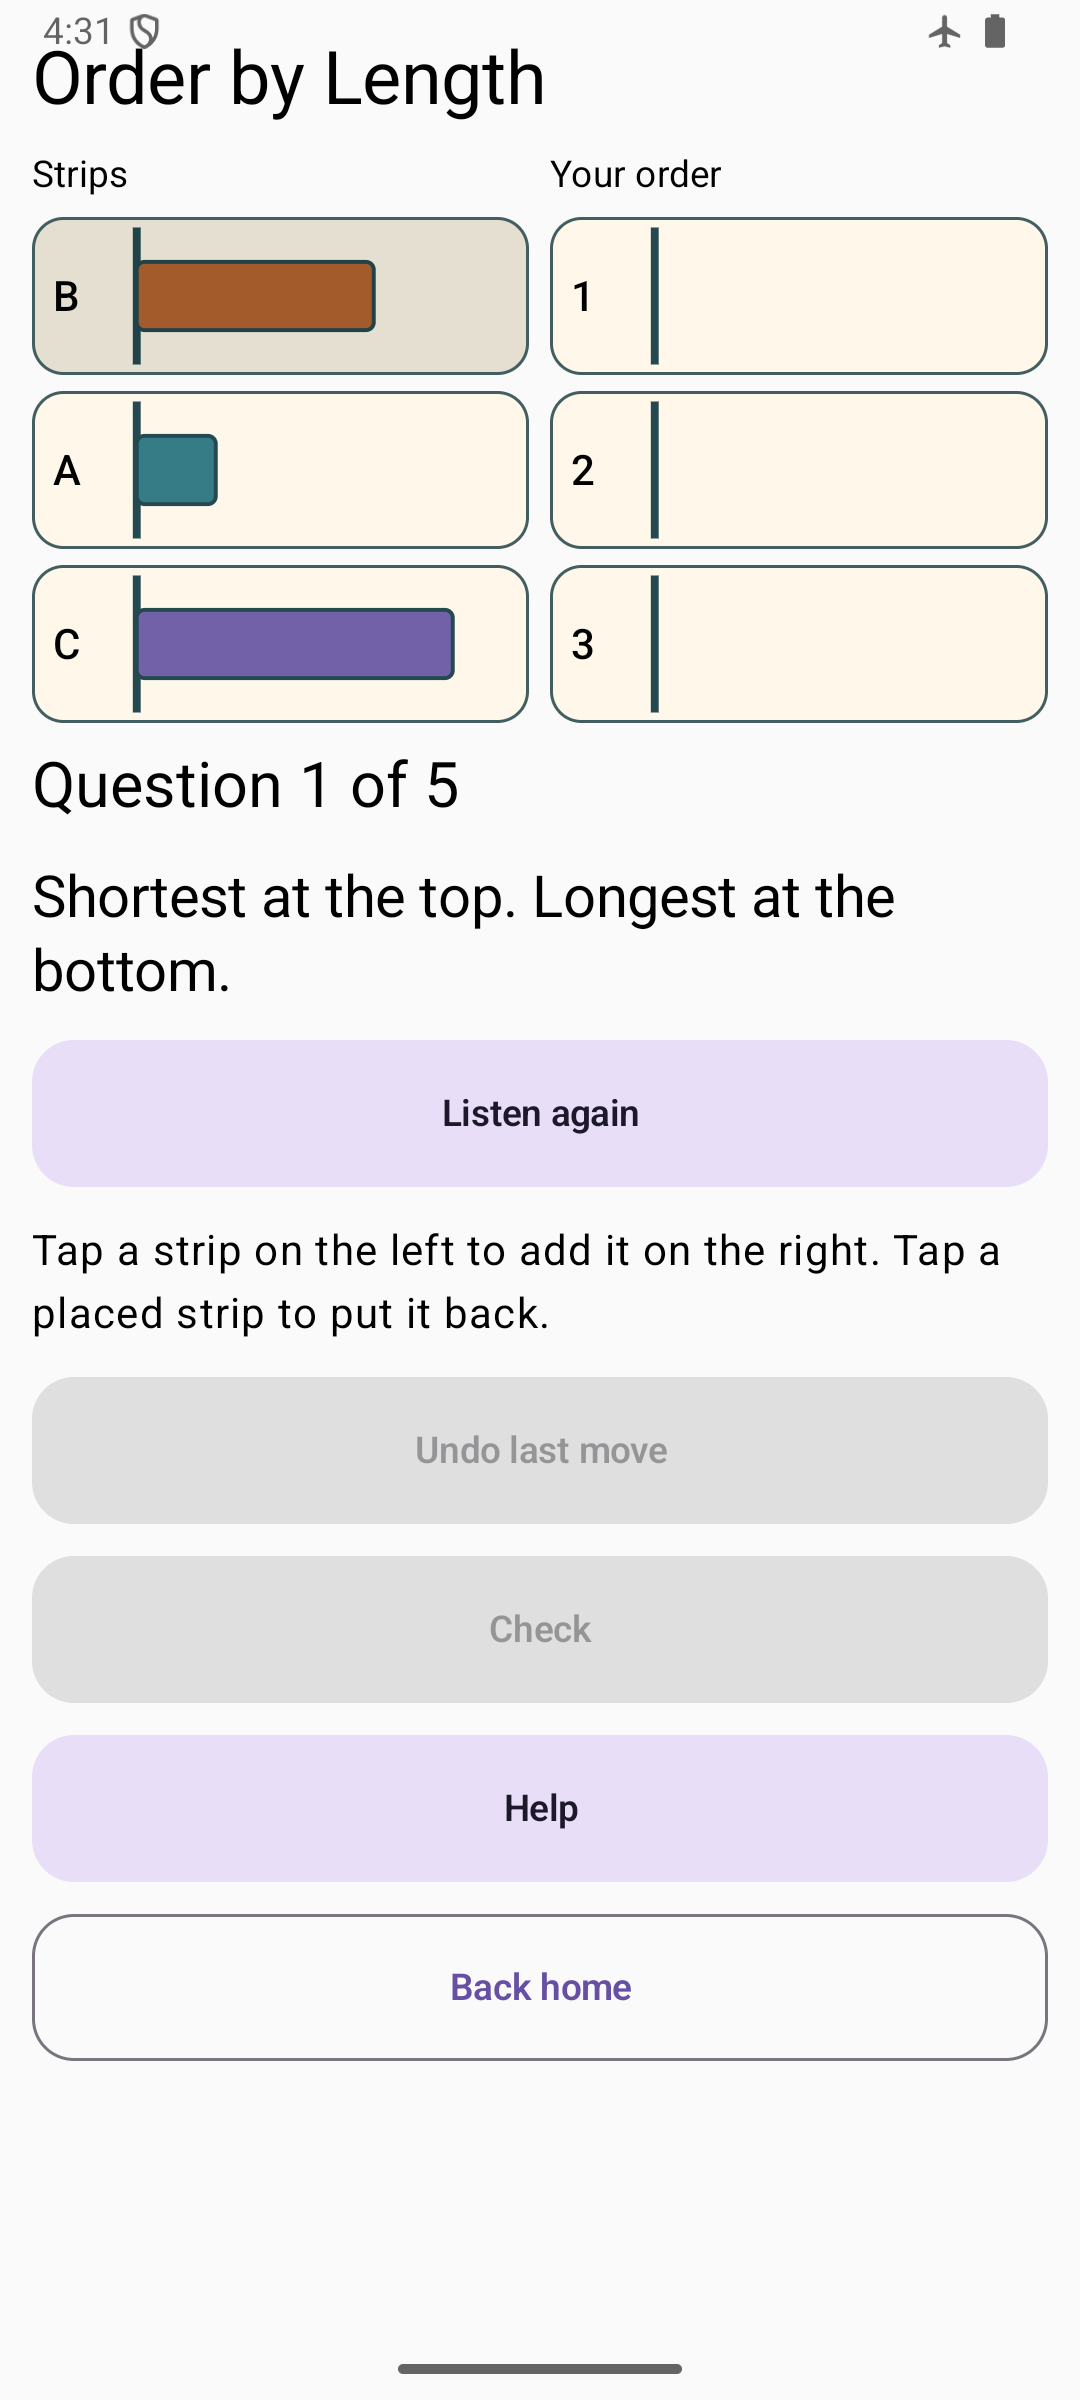 4:31
Order by Length
Strips
Your order
B
1
A
2
C
3
Question 1 of 5
Shortest at the top. Longest at the
bottom.
Listen again
Tap a strip on the left to add it on the right. Tap a
placed strip to put it back.
Undo last move
Check
Help
Back home